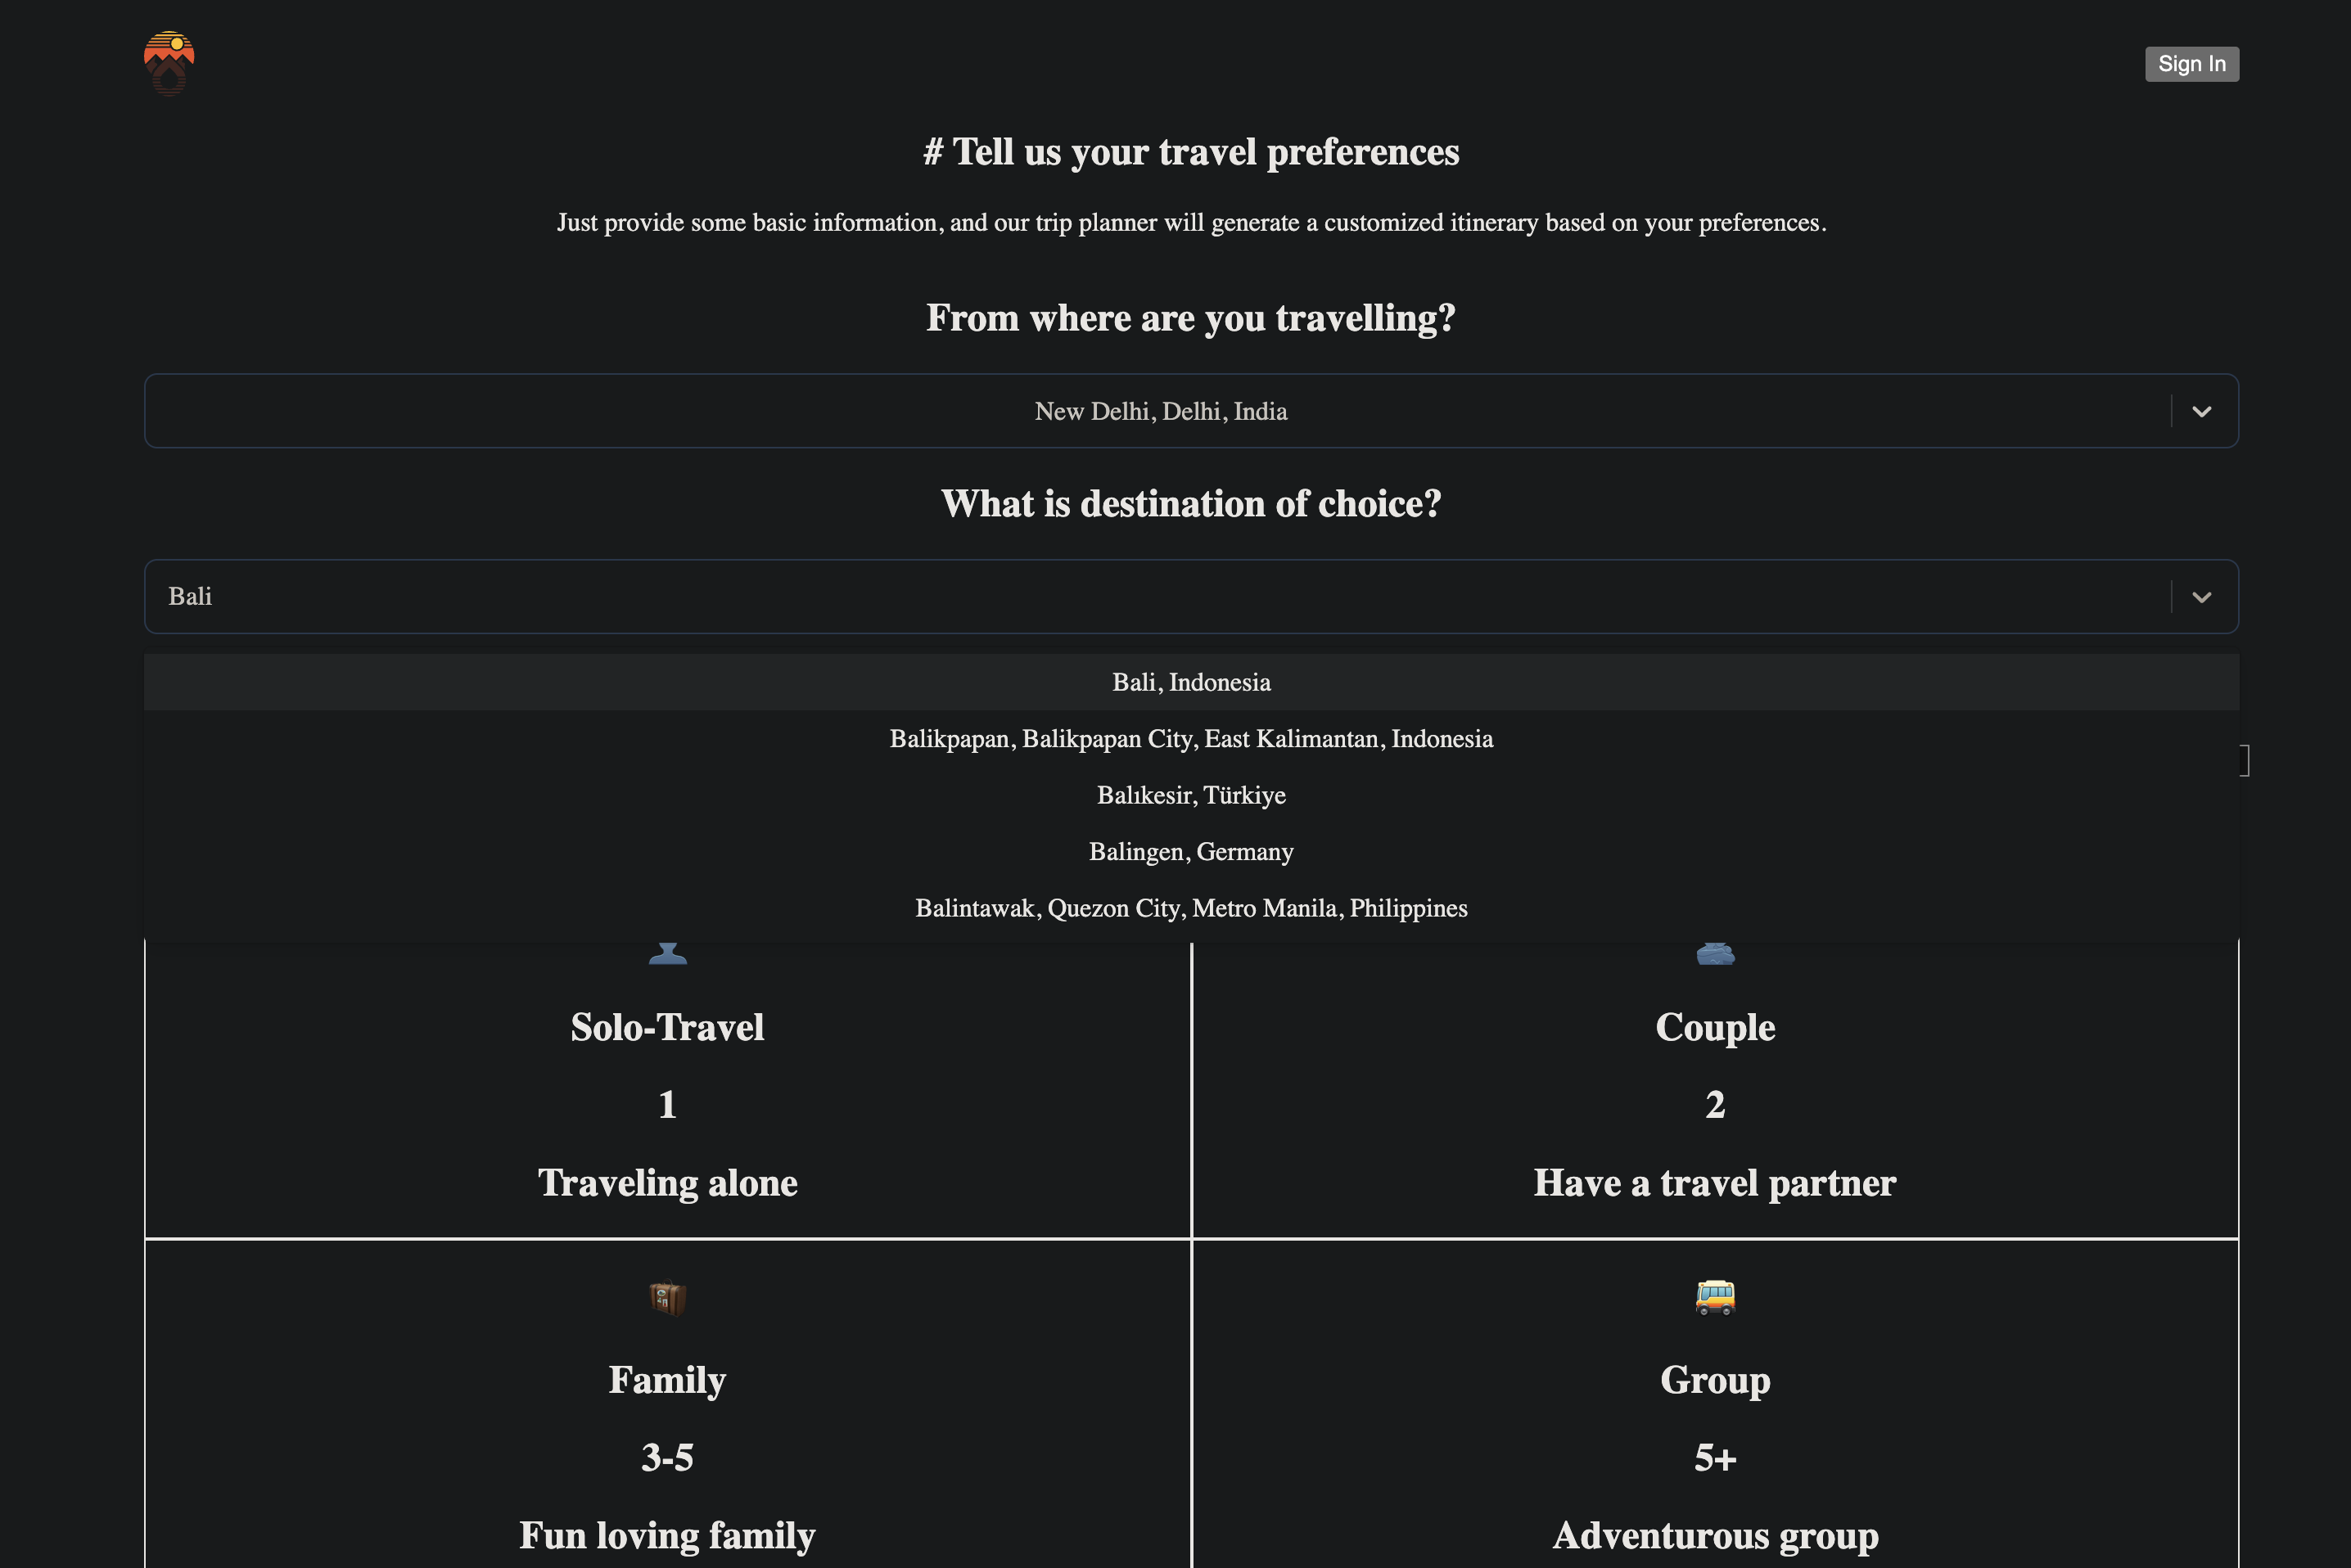 Sign In
# Tell us your travel preferences
Just provide some basic information, and our trip planner will generate a customized itinerary based on your preferences.
From where are you travelling?
New Delhi, Delhi, India
What is destination of choice?
Bali
Bali, Indonesia
Balikpapan, Balikpapan City, East Kalimantan, Indonesia
Balıkesir, Türkiye
Balingen, Germany
Balintawak, Quezon City, Metro Manila, Philippines
Solo-Travel
Couple
1
2
Traveling alone
Have a travel partner
Family
Group
3-5
5+
Fun loving family
Adventurous group